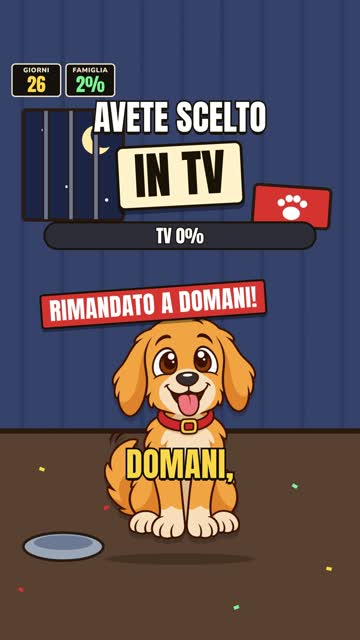 GIORNI
26
FAMIGLIA
2%
AVETE SCELTO
IN TV
TV 0%
RIMANDATO A DOMANI!
DOMANI,